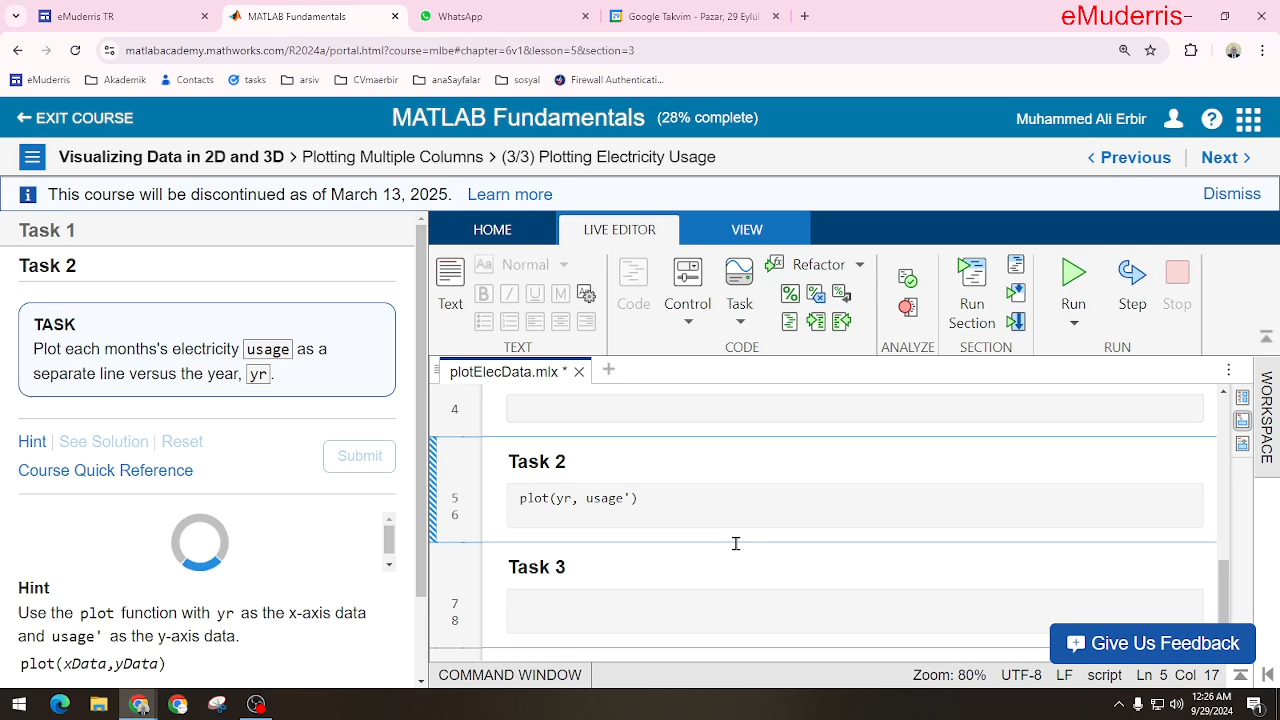 eMuderris TR
MATLAB Fundamentals
WhatsApp
Google Takvim - Pazar, 29 Eylül
eMuderris
matlabacademy.mathworks.com/R2024a/portal.html?course=mlbe#chapter=6v1&lesson=5&section=3
eMuderris
Akademik
Contacts
tasks
arsiv
CVmaerbir
anaSayfalar
sosyal
Firewall Authenticati...
EXIT COURSE
MATLAB Fundamentals (28% complete)
Muhammed Ali Erbir
Visualizing Data in 2D and 3D > Plotting Multiple Columns > (3/3) Plotting Electricity Usage
< Previous
Next >
This course will be discontinued as of March 13, 2025. Learn more
Dismiss
Task 1
Task 2
TASK
Plot each months's electricity usage as a
separate line versus the year, yr.
Hint
See Solution
Reset
Submit
Course Quick Reference
Hint
Use the plot function with yr as the x-axis data
and usage' as the y-axis data.
plot(xData,yData)
HOME
LIVE EDITOR
VIEW
Text
Aa Normal
B I U M
TEXT
Code
Control
Task
Refactor
CODE
ANALYZE
Run
Section
SECTION
Run
Step
Stop
RUN
plotElecData.mlx *
WORKSPACE
4
Task 2
5 plot(yr, usage')
6
Task 3
7
8
Give Us Feedback
COMMAND WINDOW
Zoom: 80%
UTF-8
LF
script
Ln 5 Col 17
12:26 AM
9/29/2024